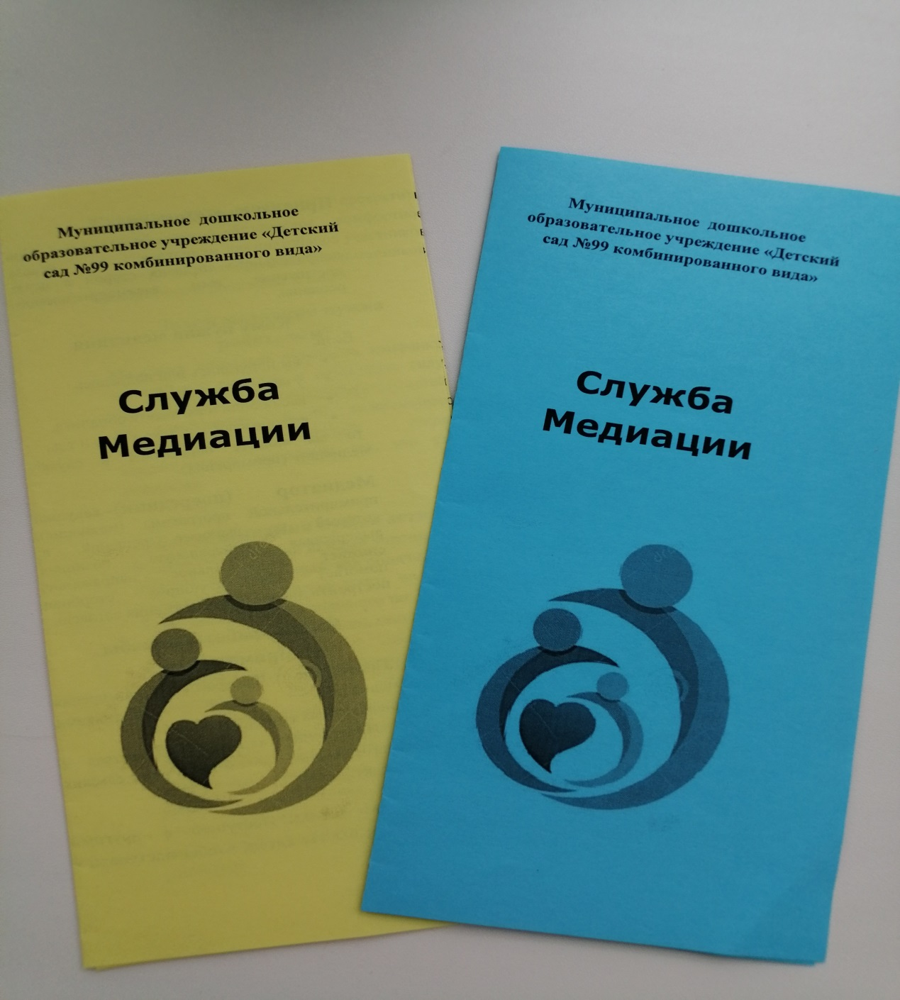 Муниципальное дошкольное
образовательное учреждение «Детский
сад №99 комбинированного вида»
Служба
Медиации
Муниципальное дошкольное
образовательное учреждение «Детский
сад №99 комбинированного вида»
Служба
Медиации